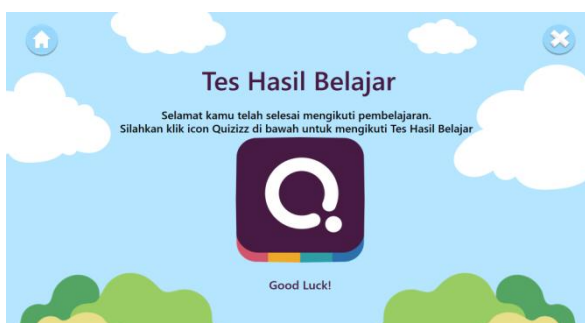 Tes Hasil Belajar
Selamat kamu telah selesai mengikuti pembelajaran.
Silahkan klik icon Quizizz di bawah untuk mengikuti Tes Hasil Belajar
Good Luck!